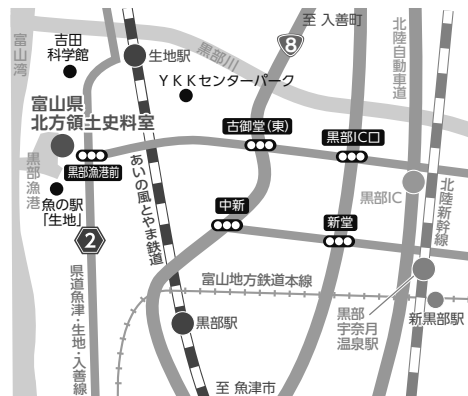 至 入善町
吉田
科学館
富山湾
生地駅
黒部川
8
北陸自動車道
YKKセンターパーク
富山県
北方領土史料室
古御堂(東)
黒部IC口
黒部漁港前
黒部漁港
魚の駅
「生地」
あいの風とやま鉄道
中新
新堂
黒部IC
北陸新幹線
2
県道魚津・生地・入善線
富山地方鉄道本線
黒部駅
黒部
宇奈月
温泉駅
新黒部駅
至 魚津市